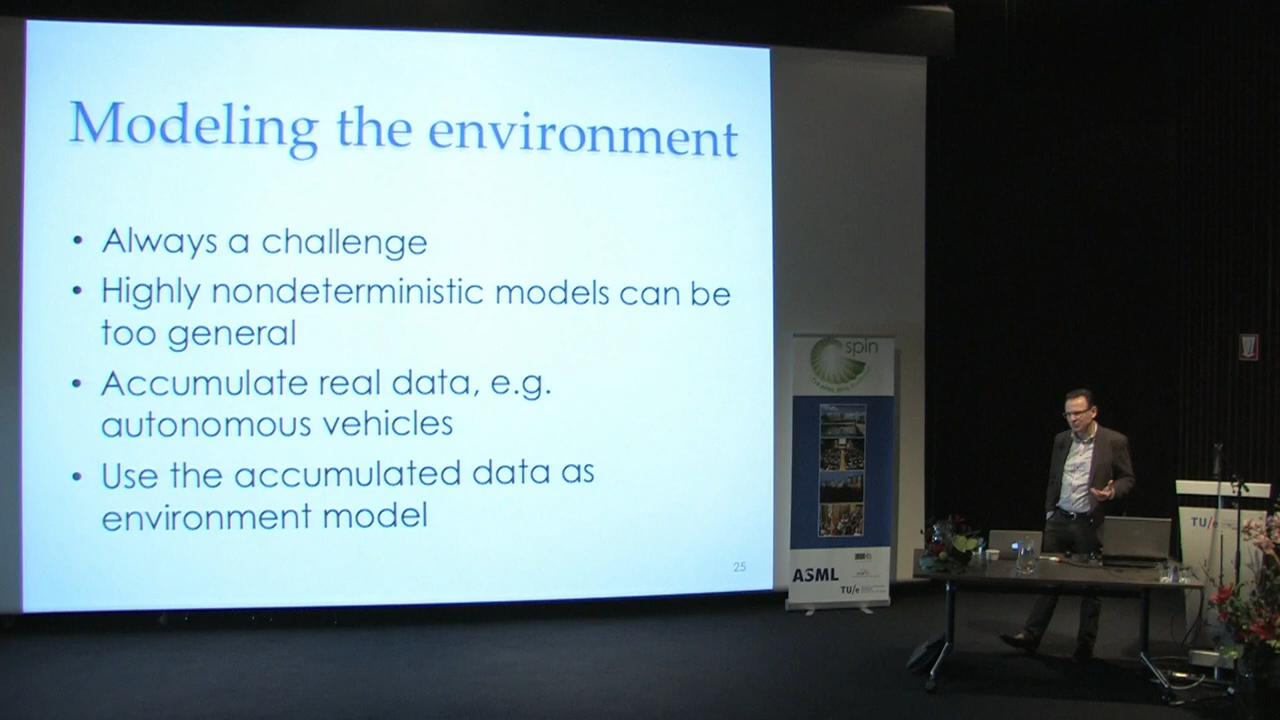 Modeling the environment
• Always a challenge
• Highly nondeterministic models can be
too general
• Accumulate real data, e.g.
autonomous vehicles
• Use the accumulated data as
environment model
25
spin
ASML
TU/e
TU/e